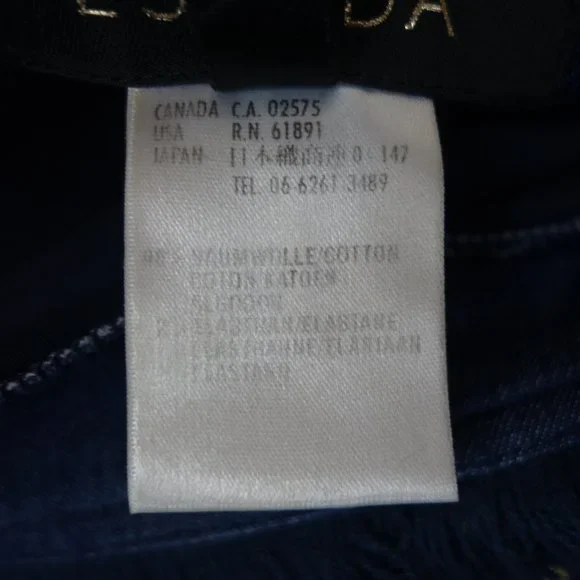 CANADA C.A. 02575
USA R.N. 61891
JAPAN 日本織商連 0-147
TEL. 06-6261-3489
BAUMWOLLE/COTTON
COTON KATOEN
ALGODON
ELASTHAN/ELASTANE
ELASTHANNE/ELASTAAN
ELASTANO